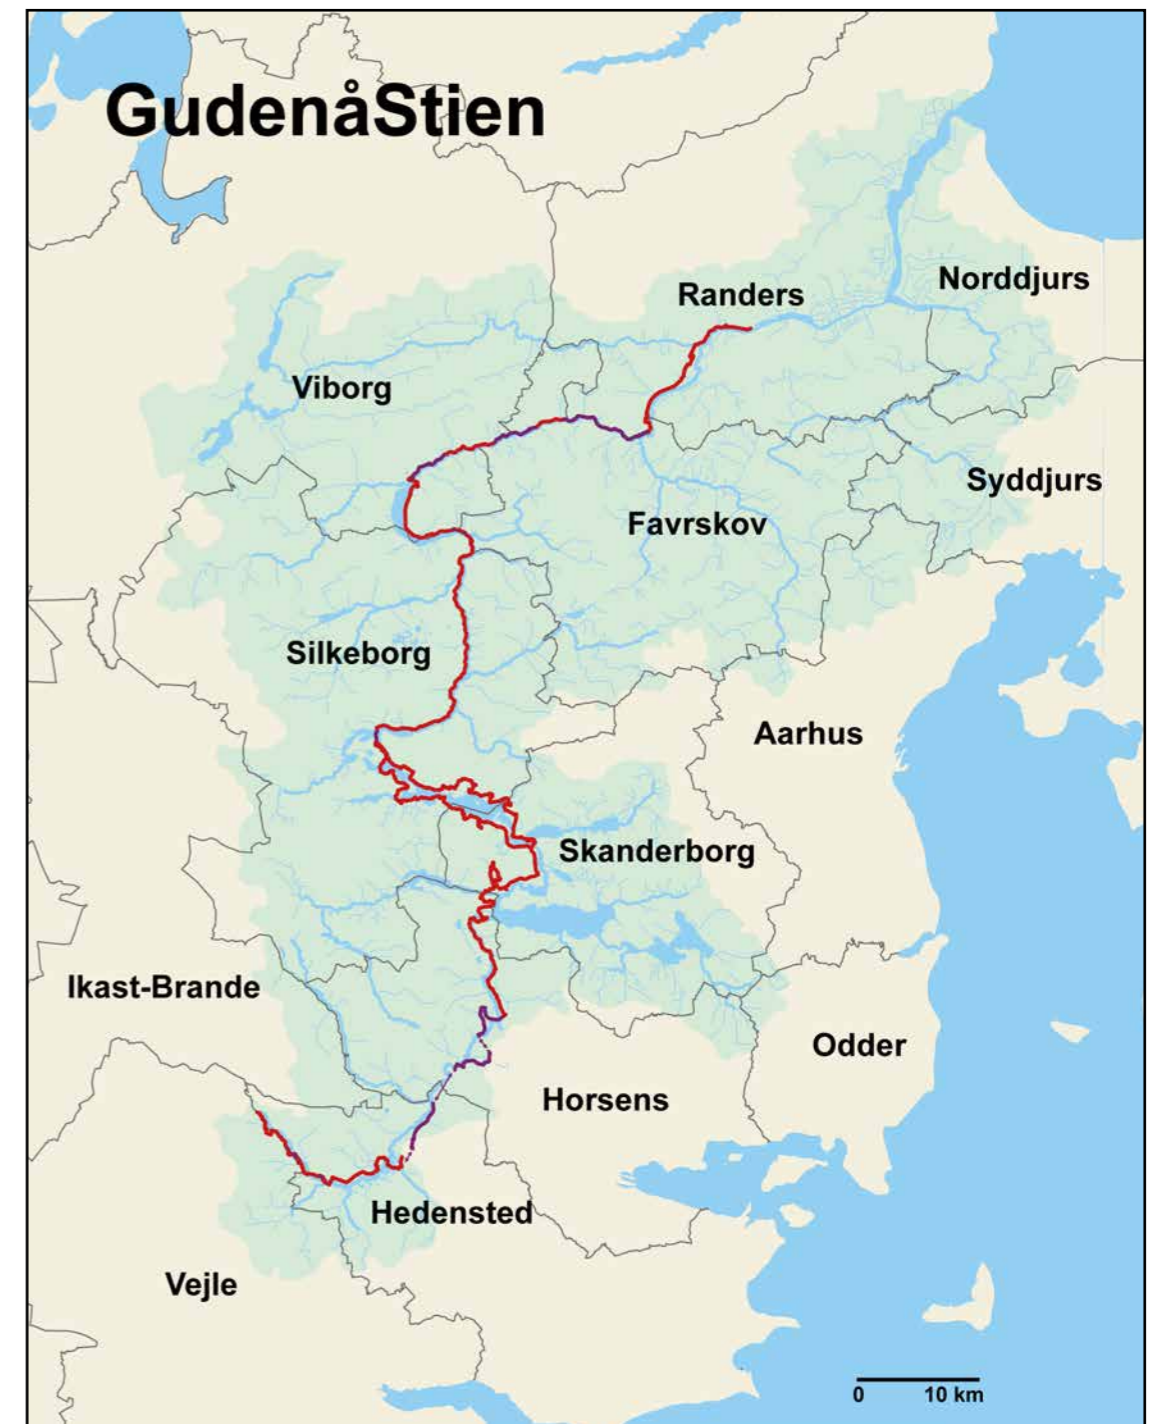 GudenåStien
Norddjurs
Randers
Viborg
Syddjurs
Favrskov
Silkeborg
Aarhus
Skanderborg
Ikast-Brande
Odder
Horsens
Hedensted
Vejle
0 10 km